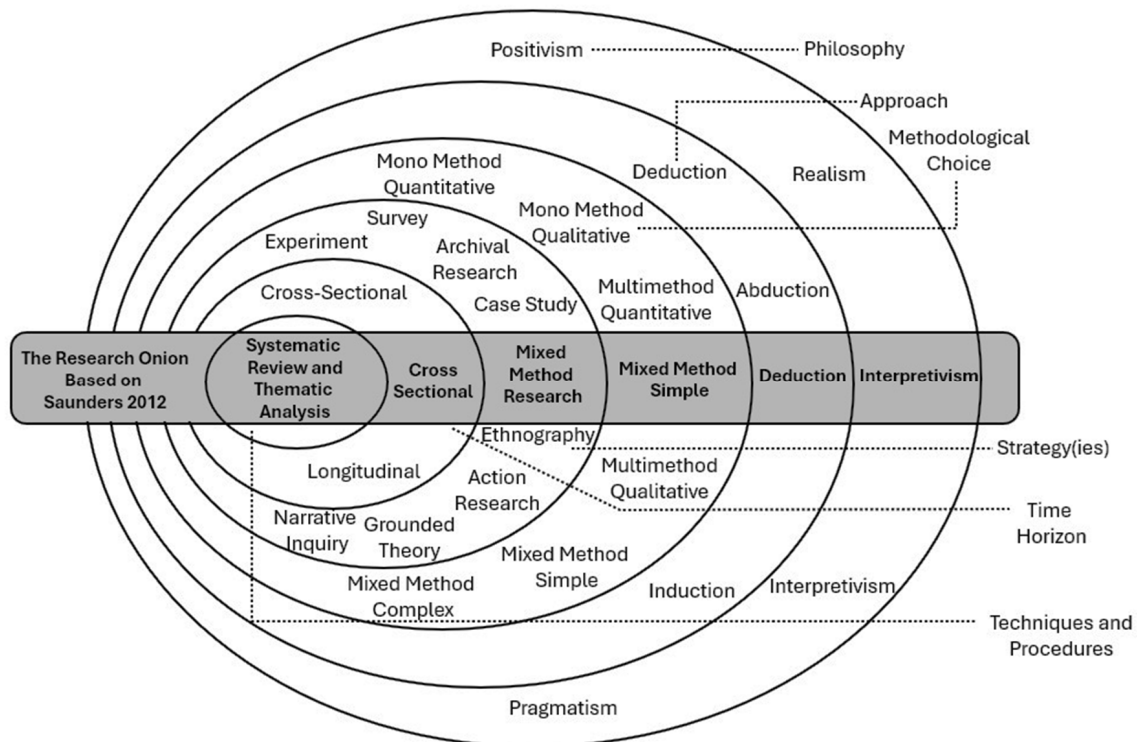 Positivism
Philosophy
Approach
Methodological
Choice
Mono Method
Quantitative
Deduction
Realism
Survey
Mono Method
Qualitative
Experiment
Archival
Research
Cross-Sectional
Case Study
Multimethod
Quantitative
Abduction
The Research Onion
Based on
Saunders 2012
Systematic
Review and
Thematic
Analysis
Cross
Sectional
Mixed
Method
Research
Mixed Method
Simple
Deduction
Interpretivism
Ethnography
Strategy(ies)
Longitudinal
Action
Research
Multimethod
Qualitative
Narrative
Inquiry
Grounded
Theory
Time
Horizon
Mixed Method
Simple
Mixed Method
Complex
Induction
Interpretivism
Techniques and
Procedures
Pragmatism